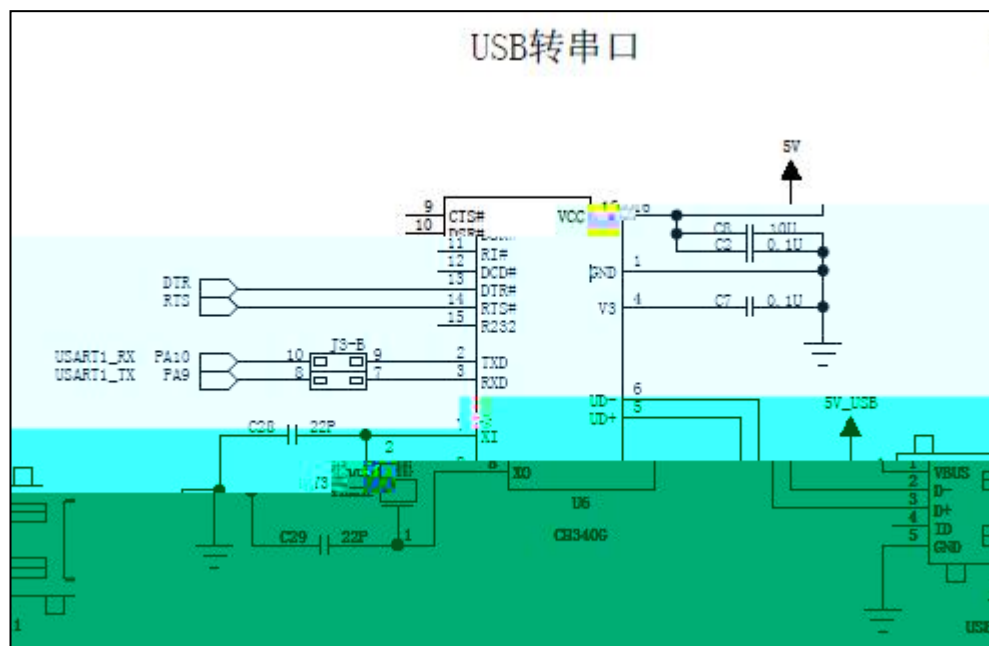 USB转串口
5V
9 CTS# VCC
10
C8 10U
C2 0.1U
11 RI#
12 DCD# GND 1
DTR 13 DTR#
RTS 14 RTS# V3 4 C7 0.1U
15 R232
J3-B
USART1_RX PA10 10 9 2 TXD
USART1_TX PA9 8 7 3 RXD
UD- 6
UD+ 5
5V_USB
C28 22P XI
2
8 XO
1 VBUS
2 D-
3 D+
4 ID
5 GND
U6
C29 22P 1
CH340G
1